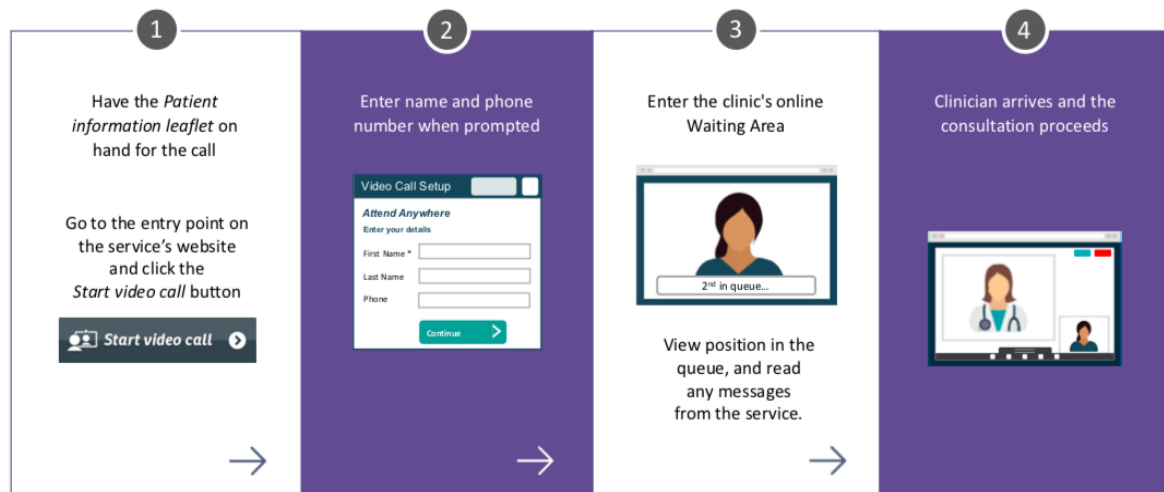 1
Have the Patient
information leaflet on
hand for the call
Go to the entry point on
the service's website
and click the
Start video call button
Start video call
2
Enter name and phone
number when prompted
Video Call Setup
Attend Anywhere
Enter your details
First Name *
Last Name
Phone
Continue
3
Enter the clinic's online
Waiting Area
2nd in queue...
View position in the
queue, and read
any messages
from the service.
4
Clinician arrives and the
consultation proceeds